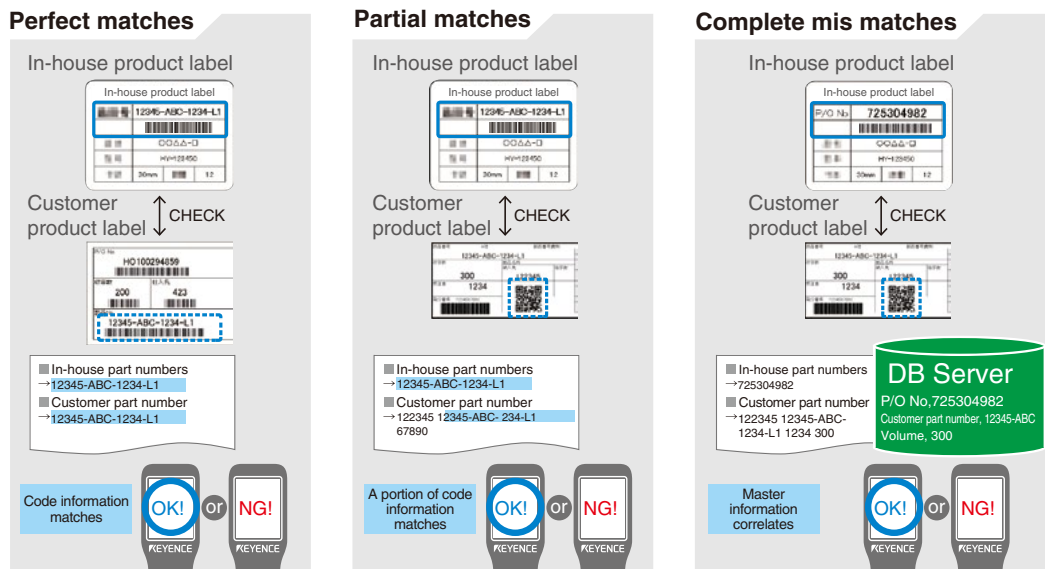 Perfect matches
In-house product label
In-house product label
12345-ABC-1234-L1
○○△△-□
HY-123450
30mm
12
Customer
product label
CHECK
P/O No
HO100294859
200
423
12345-ABC-1234-L1
In-house part numbers
→12345-ABC-1234-L1
Customer part number
→12345-ABC-1234-L1
Code information
matches
OK!
or
NG!
KEYENCE
KEYENCE
Partial matches
In-house product label
In-house product label
12345-ABC-1234-L1
○○△△-□
HY-123450
30mm
12
Customer
product label
CHECK
12345-ABC-1234-L1
300
122345
1234
In-house part numbers
→12345-ABC-1234-L1
Customer part number
→122345 12345-ABC- 234-L1
67890
A portion of code
information
matches
OK!
or
NG!
KEYENCE
KEYENCE
Complete mis matches
In-house product label
In-house product label
P/O No
725304982
○○△△-□
HY-123450
30mm
12
Customer
product label
CHECK
12345-ABC-1234-L1
300
122345
1234
In-house part numbers
→725304982
Customer part number
→122345 12345-ABC-
1234-L1 1234 300
DB Server
P/O No,725304982
Customer part number, 12345-ABC
Volume, 300
Master
information
correlates
OK!
or
NG!
KEYENCE
KEYENCE